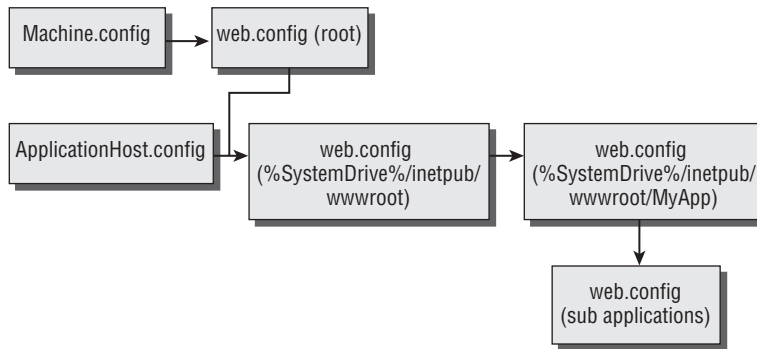 Machine.config
web.config (root)
ApplicationHost.config
web.config
(%SystemDrive%/inetpub/
wwwroot)
web.config
(%SystemDrive%/inetpub/
wwwroot/MyApp)
web.config
(sub applications)